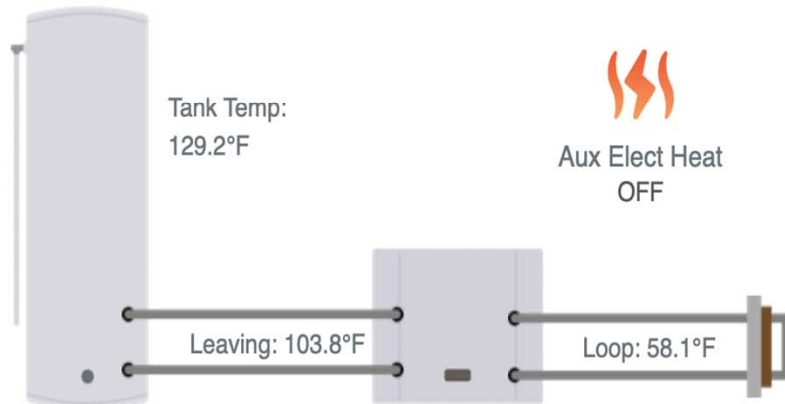 Tank Temp:
129.2°F
Aux Elect Heat
OFF
Leaving: 103.8°F
Loop: 58.1°F